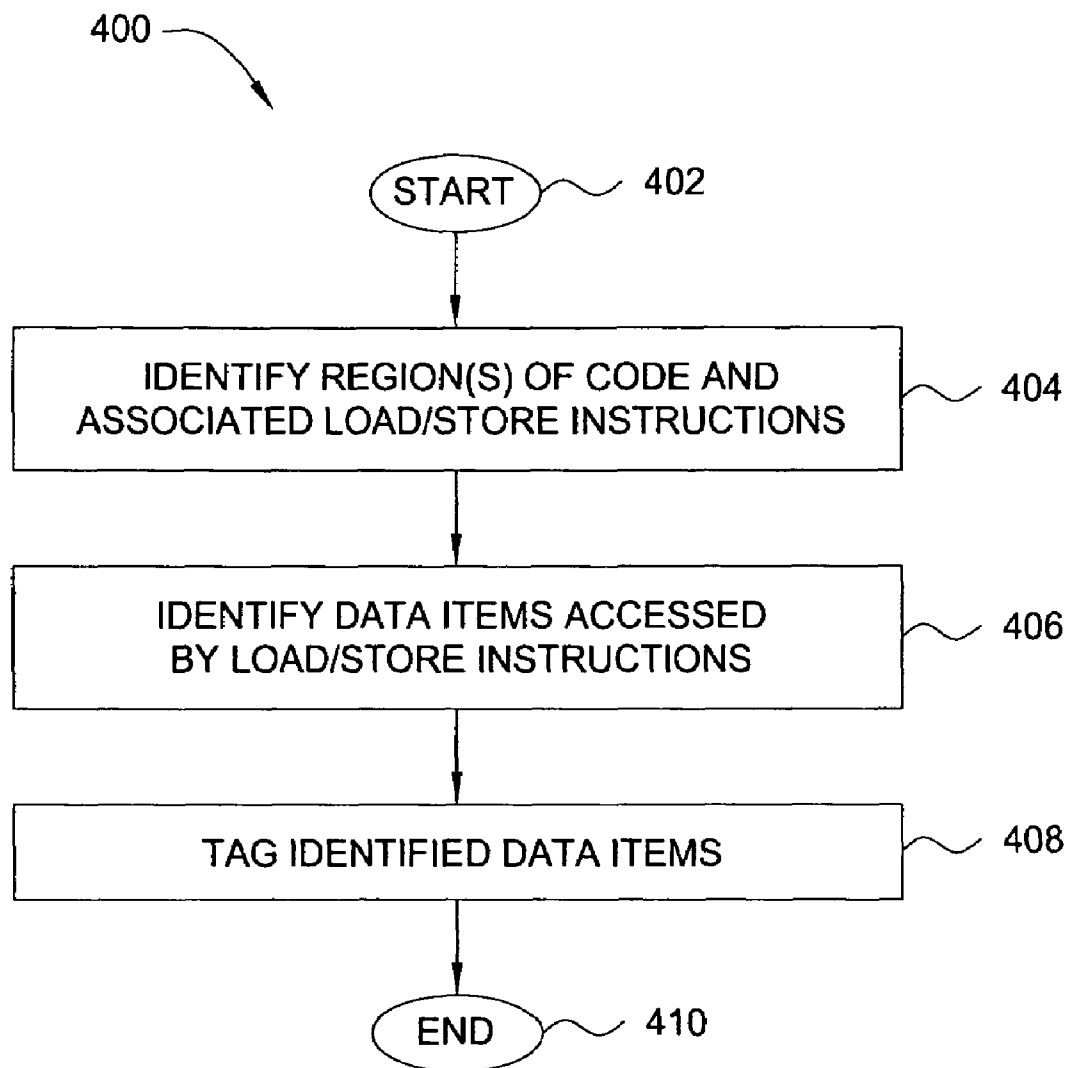 400
START
402
IDENTIFY REGION(S) OF CODE AND
ASSOCIATED LOAD/STORE INSTRUCTIONS
404
IDENTIFY DATA ITEMS ACCESSED
BY LOAD/STORE INSTRUCTIONS
406
TAG IDENTIFIED DATA ITEMS
408
END
410